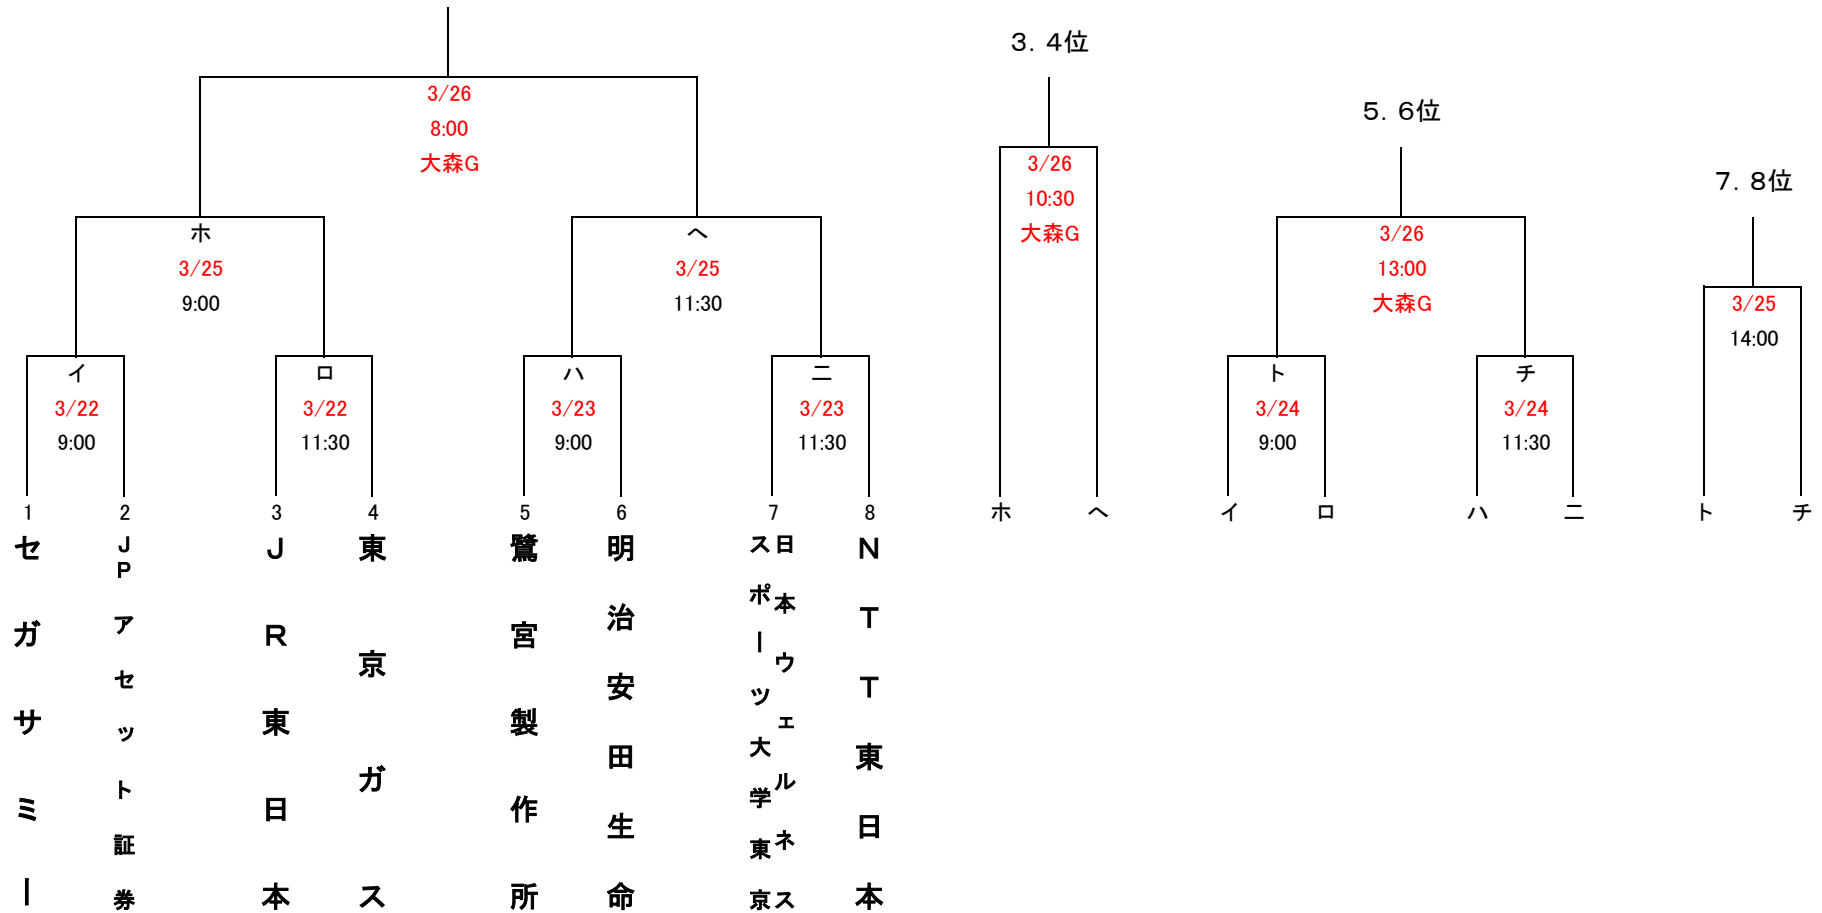 3/26
8:00
大森G
ホ
3/25
9:00
ヘ
3/25
11:30
イ
3/22
9:00
ロ
3/22
11:30
ハ
3/23
9:00
ニ
3/23
11:30
1
セガサミー
2
JPアセット証券
3
JR東日本
4
東京ガス
5
鷺宮製作所
6
明治安田生命
7
日本ウェルネス
スポーツ大学東京
8
NTT東日本
3．4位
3/26
10:30
大森G
ホ
ヘ
5．6位
3/26
13:00
大森G
ト
3/24
9:00
チ
3/24
11:30
イ
ロ
ハ
ニ
7．8位
3/25
14:00
ト
チ